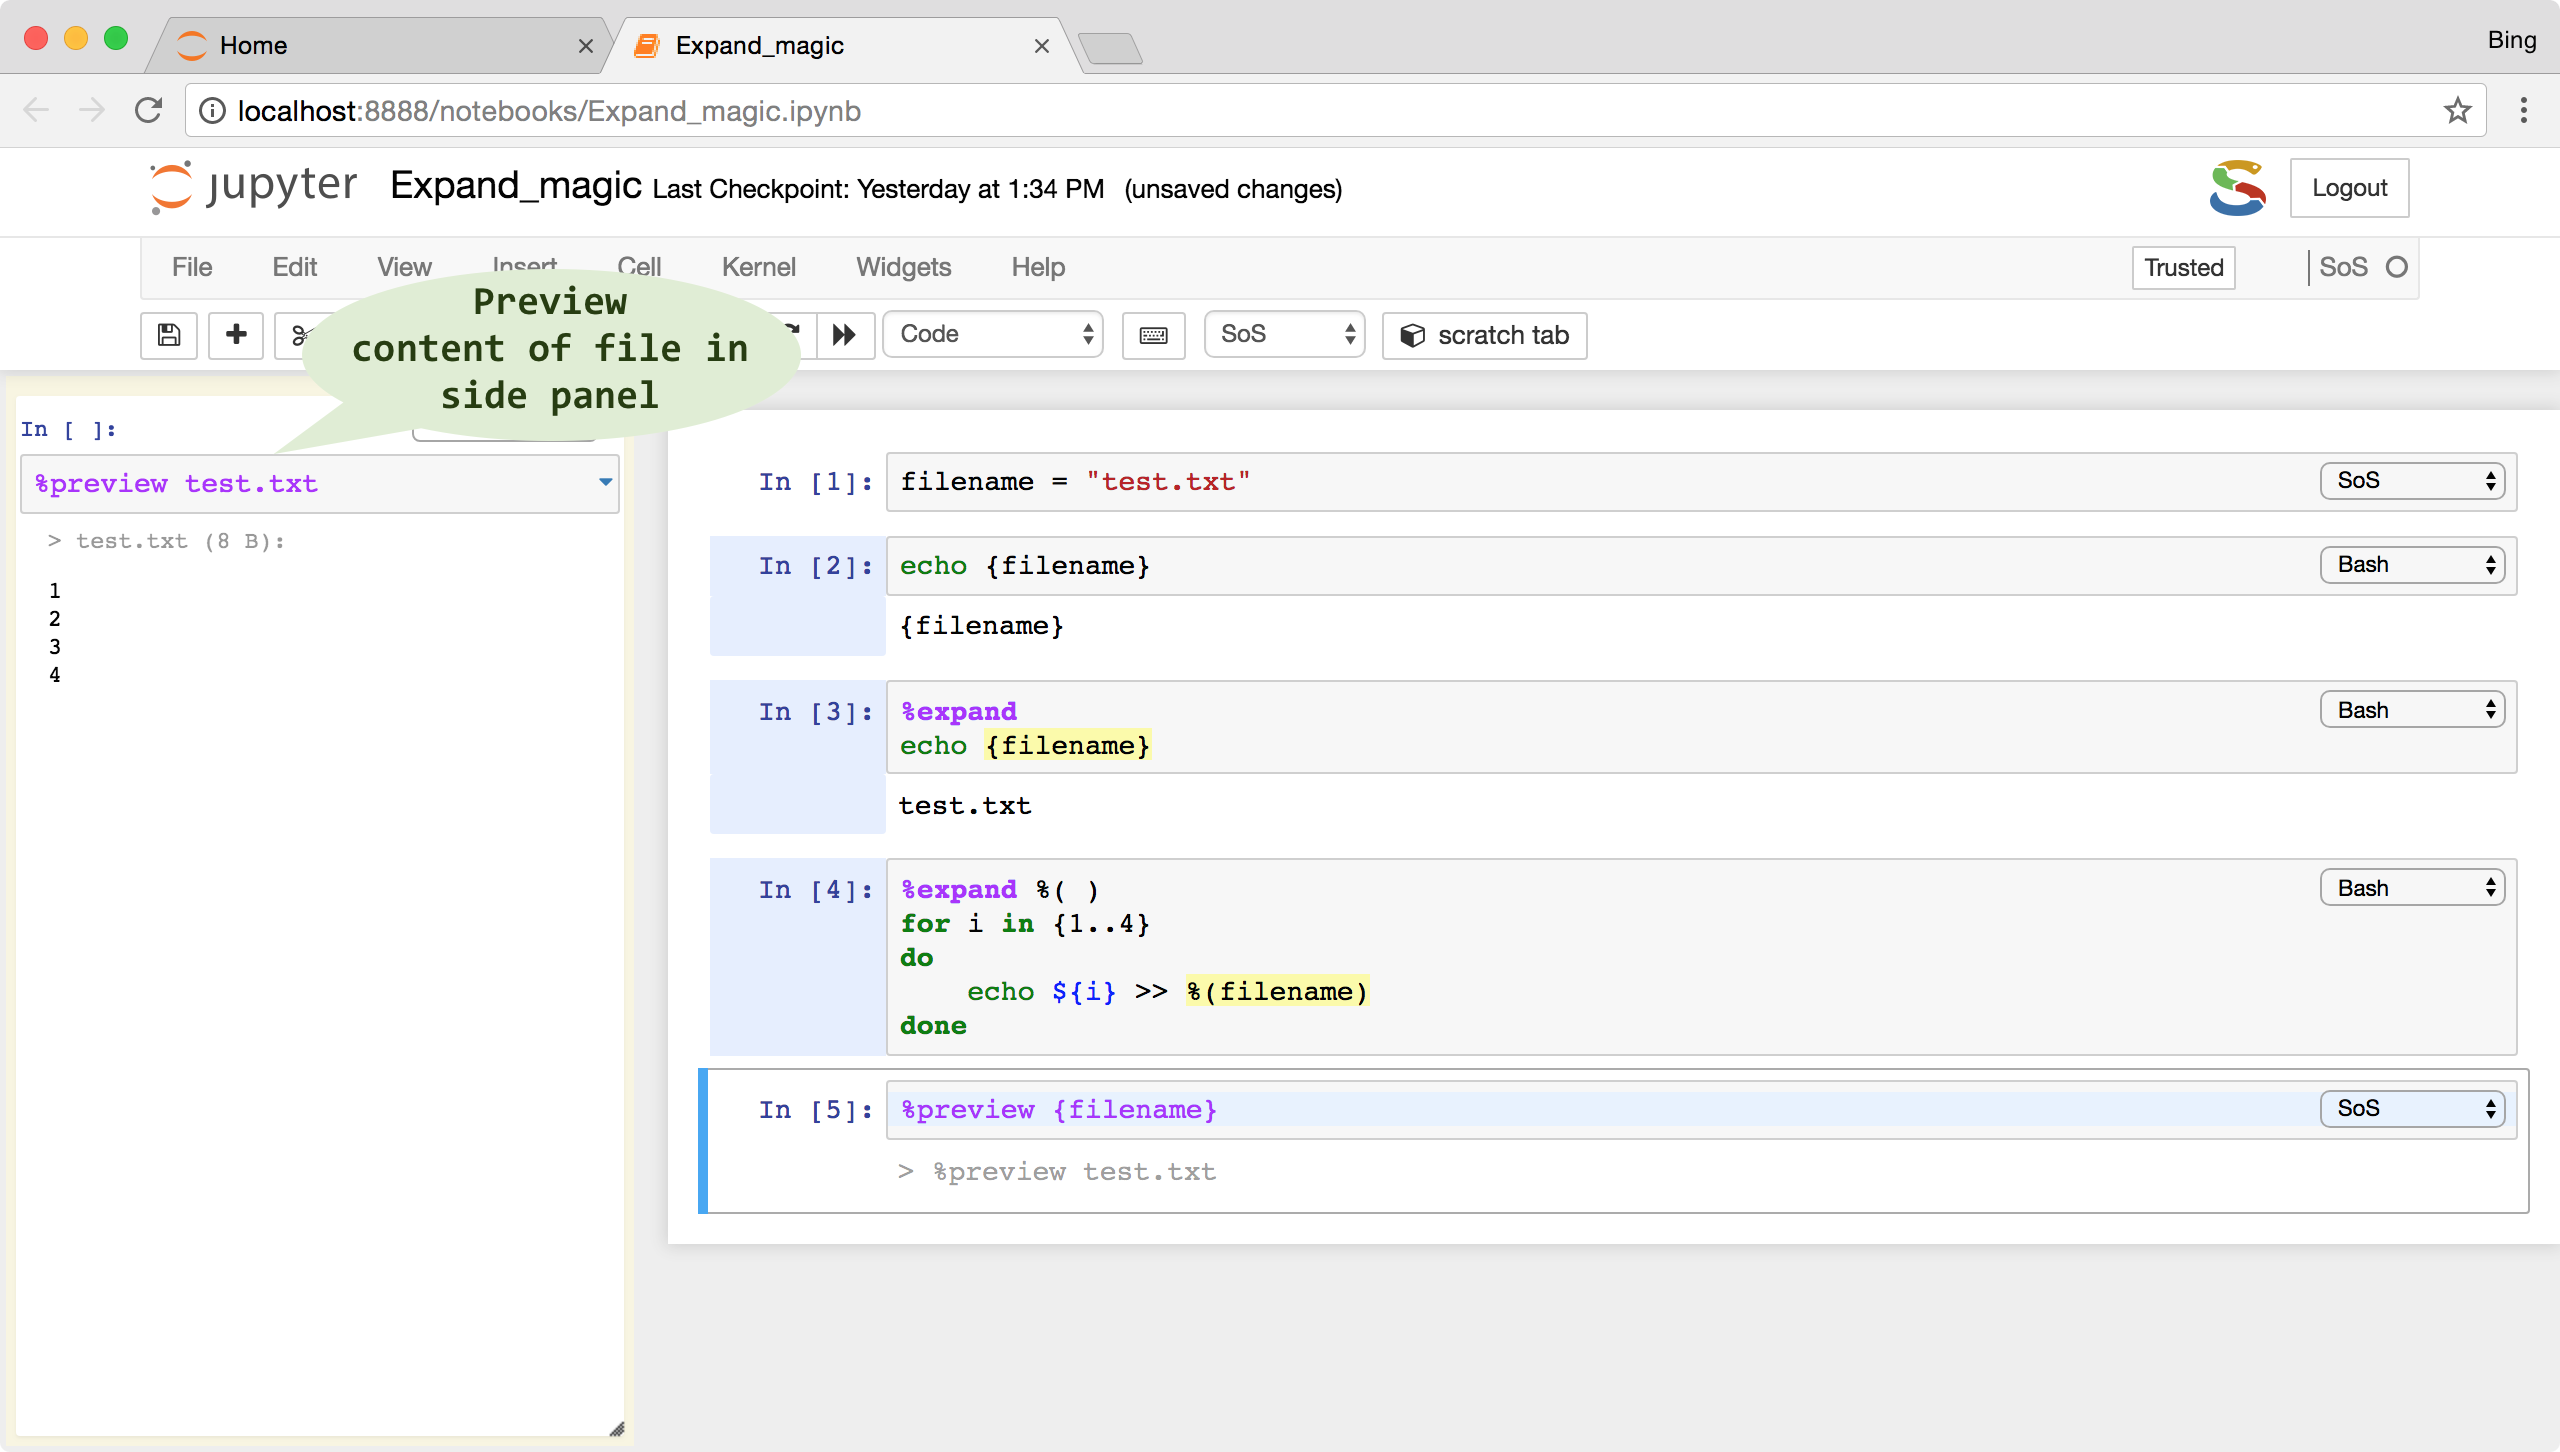 Home
Expand_magic
Bing
localhost:8888/notebooks/Expand_magic.ipynb
jupyter Expand_magic Last Checkpoint: Yesterday at 1:34 PM (unsaved changes)
Logout
File Edit View Insert Cell Kernel Widgets Help
Trusted
SoS
Code
SoS
scratch tab
Preview
content of file in
side panel
In [ ]:
%preview test.txt
> test.txt (8 B):
1
2
3
4
In [1]: filename = "test.txt" SoS
In [2]: echo {filename} Bash
{filename}
In [3]: %expand Bash
echo {filename}
test.txt
In [4]: %expand %( ) Bash
for i in {1..4}
do
echo ${i} >> %(filename)
done
In [5]: %preview {filename} SoS
> %preview test.txt